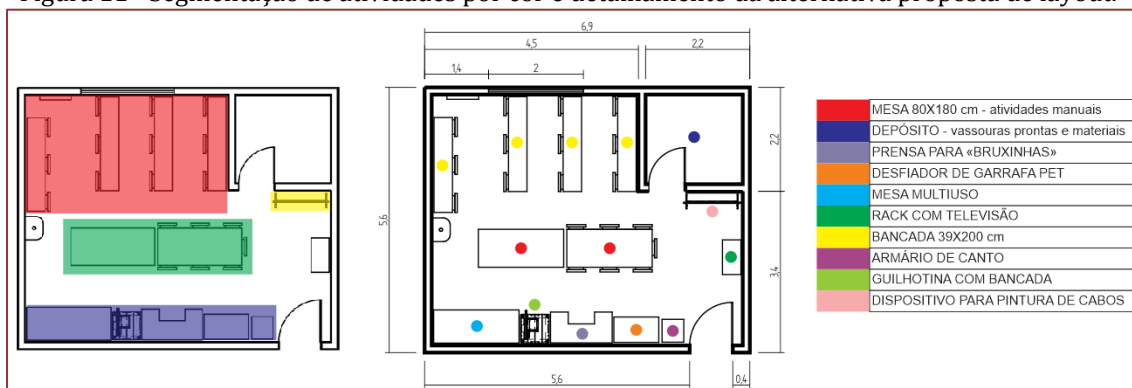 Figura 21 - Segmentação de atividades por cor e detalhamento da alternativa proposta de layout.
6,9
4,5
2,2
1,4
2
5,6
2,2
3,4
5,6
0,4
MESA 80X180 cm - atividades manuais
DEPÓSITO - vassouras prontas e materiais
PRENSA PARA «BRUXINHAS»
DESFIADOR DE GARRAFA PET
MESA MULTIUSO
RACK COM TELEVISÃO
BANCADA 39X200 cm
ARMÁRIO DE CANTO
GUILHOTINA COM BANCADA
DISPOSITIVO PARA PINTURA DE CABOS